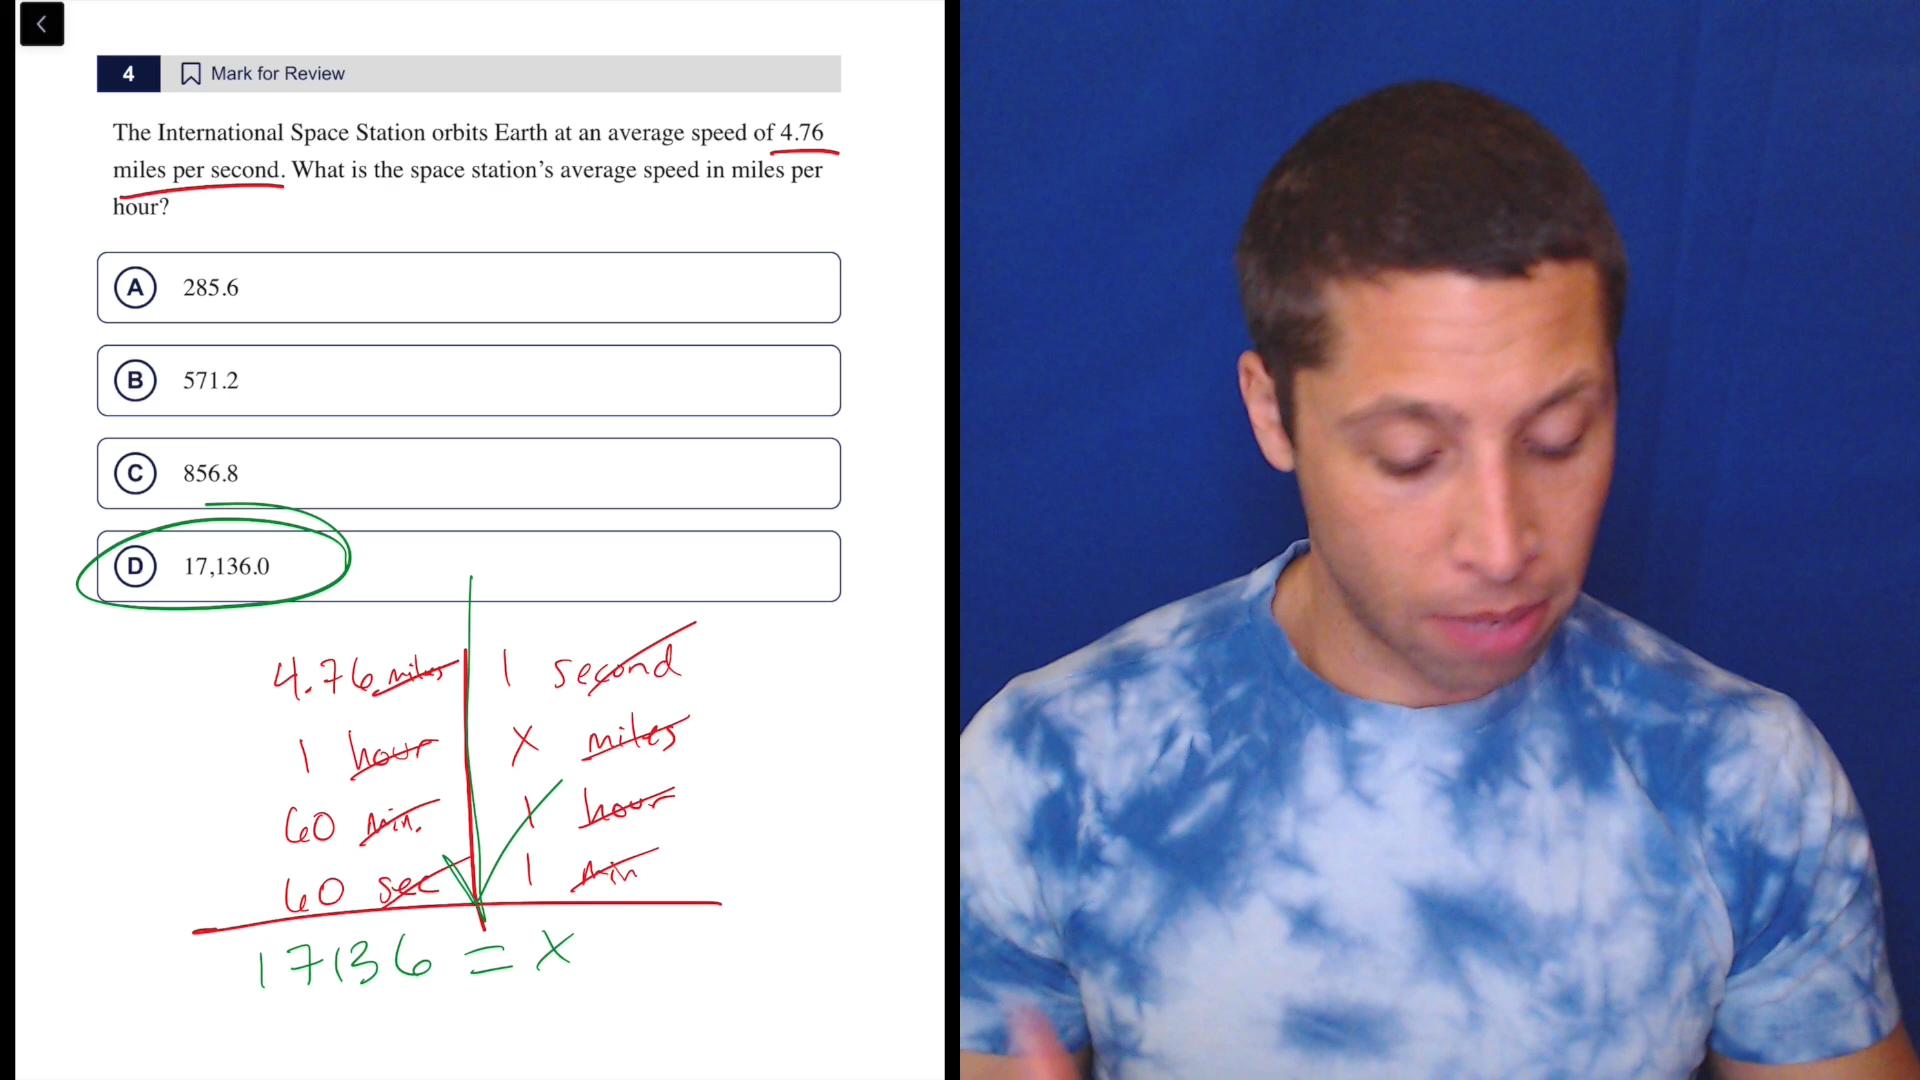 4 Mark for Review
The International Space Station orbits Earth at an average speed of 4.76
miles per second. What is the space station’s average speed in miles per
hour?
A 285.6
B 571.2
C 856.8
D 17,136.0
4.76 miles 1 second
1 hour x miles
60 min. 1 hour
60 sec 1 min
17136 = x